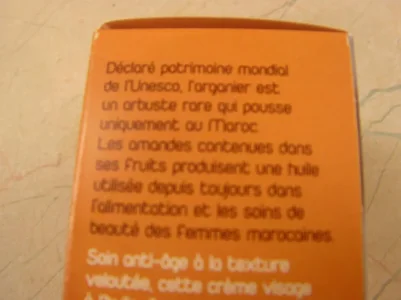 Déclaré patrimoine mondial
de l'Unesco, l'arganier est
un arbuste rare qui pousse
uniquement au Maroc.
Les amandes contenues dans
ses fruits produisent une huile
utilisée depuis toujours dans
l'alimentation et les soins de
beauté des femmes marocaines.
Soin anti-âge à la texture
veloutée, cette crème visage
à